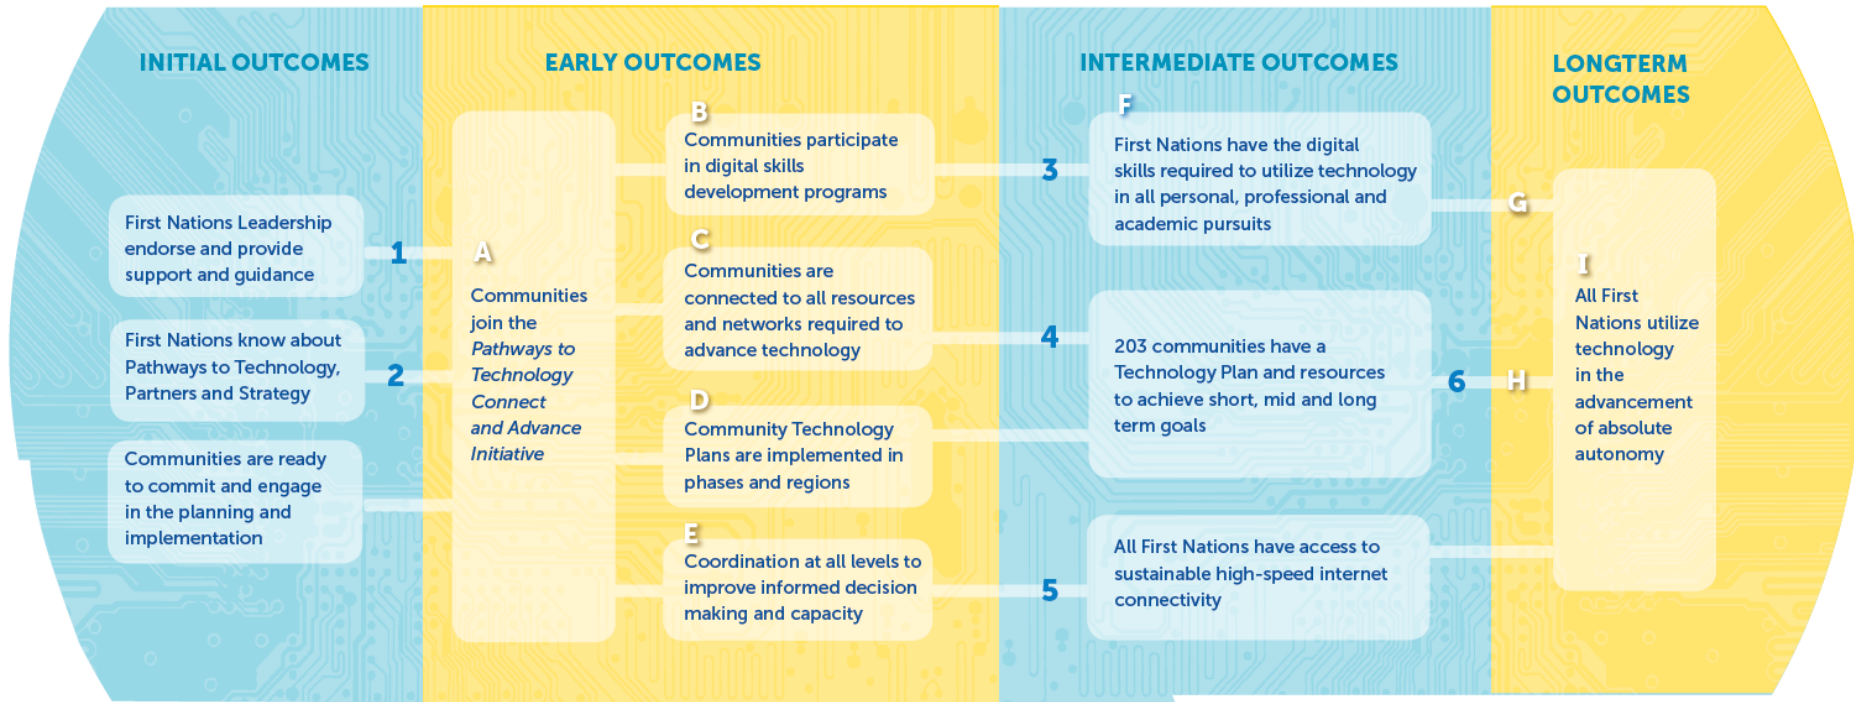 INITIAL OUTCOMES
First Nations Leadership
endorse and provide
support and guidance
1
First Nations know about
Pathways to Technology,
Partners and Strategy
2
Communities are ready
to commit and engage
in the planning and
implementation
EARLY OUTCOMES
A
Communities
join the
Pathways to
Technology
Connect
and Advance
Initiative
B
Communities participate
in digital skills
development programs
3
C
Communities are
connected to all resources
and networks required to
advance technology
4
D
Community Technology
Plans are implemented in
phases and regions
E
Coordination at all levels to
improve informed decision
making and capacity
5
INTERMEDIATE OUTCOMES
F
First Nations have the digital
skills required to utilize technology
in all personal, professional and
academic pursuits
203 communities have a
Technology Plan and resources
to achieve short, mid and long
term goals
6
All First Nations have access to
sustainable high-speed internet
connectivity
LONGTERM
OUTCOMES
G
H
I
All First
Nations utilize
technology
in the
advancement
of absolute
autonomy